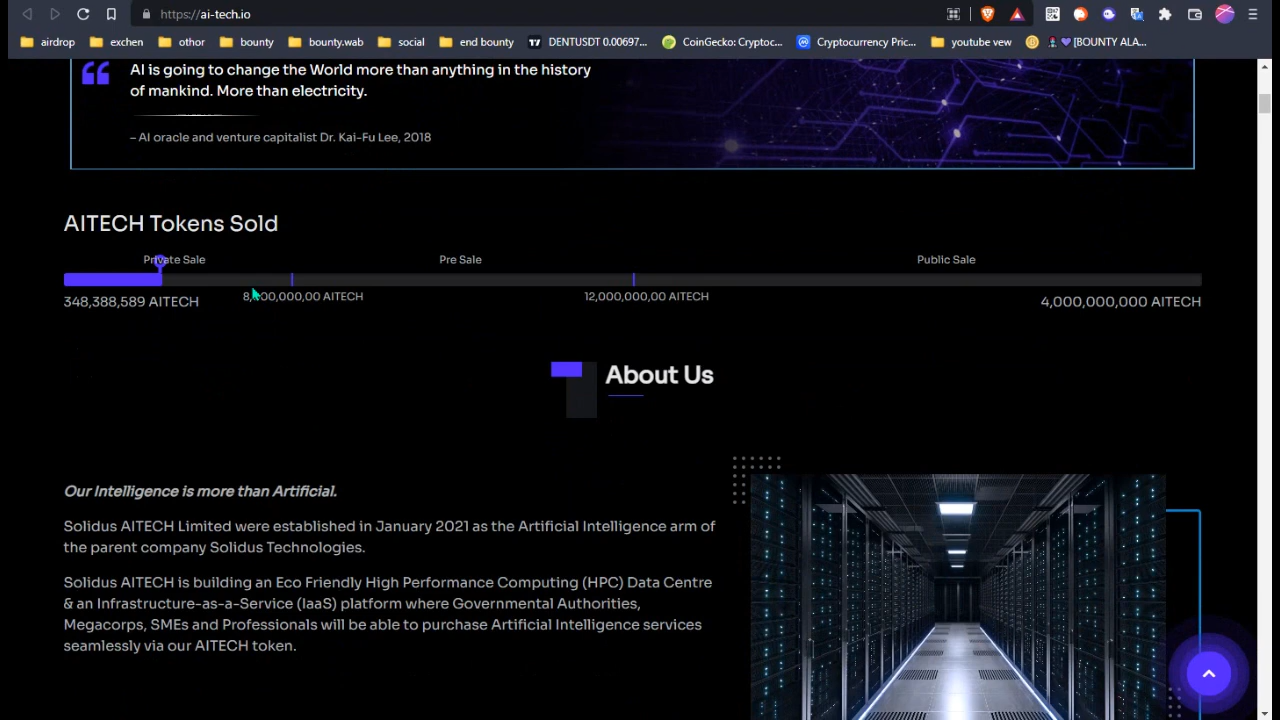 https://ai-tech.io
airdrop
exchen
othor
bounty
bounty.wab
social
end bounty
DENTUSDT 0.00697...
CoinGecko: Cryptoc...
Cryptocurrency Pric...
youtube vew
[BOUNTY ALA...
AI is going to change the World more than anything in the history
of mankind. More than electricity.
– AI oracle and venture capitalist Dr. Kai-Fu Lee, 2018
AITECH Tokens Sold
Private Sale
Pre Sale
Public Sale
348,388,589 AITECH
8,000,000,00 AITECH
12,000,000,00 AITECH
4,000,000,000 AITECH
About Us
Our Intelligence is more than Artificial.
Solidus AITECH Limited were established in January 2021 as the Artificial Intelligence arm of
the parent company Solidus Technologies.
Solidus AITECH is building an Eco Friendly High Performance Computing (HPC) Data Centre
& an Infrastructure-as-a-Service (IaaS) platform where Governmental Authorities,
Megacorps, SMEs and Professionals will be able to purchase Artificial Intelligence services
seamlessly via our AITECH token.